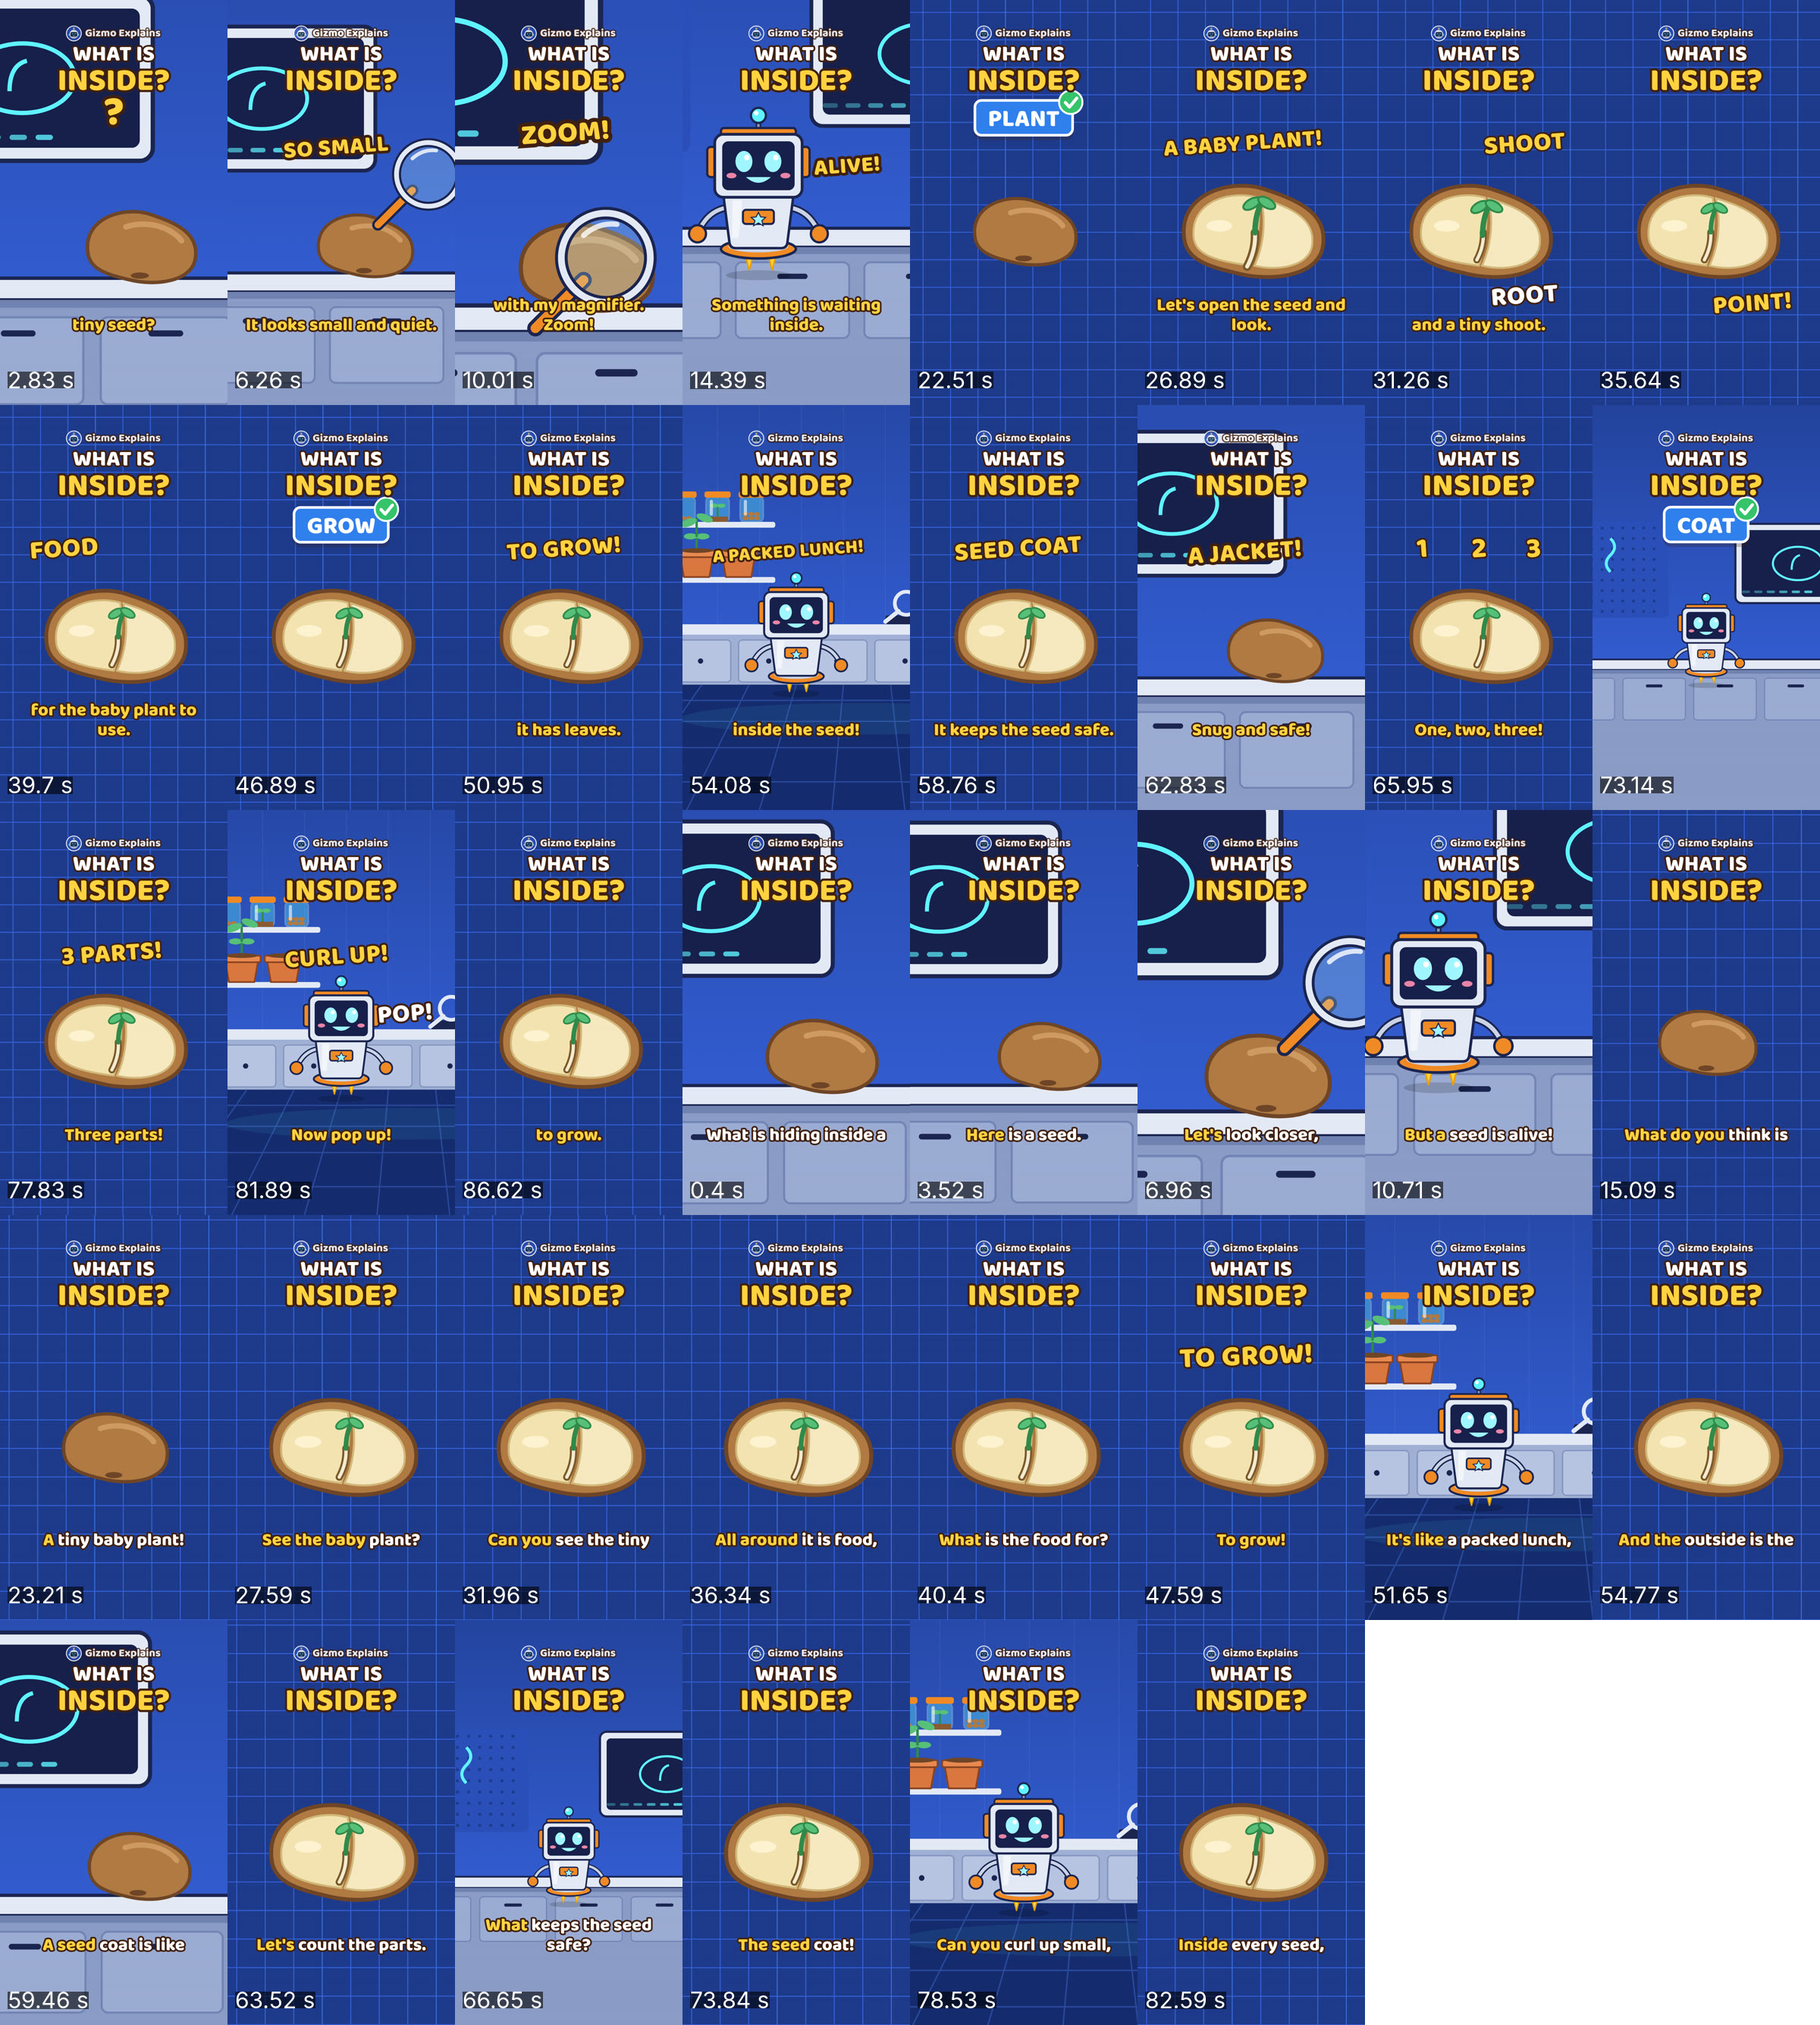 Gizmo Explains
WHAT IS
INSIDE?
?
tiny seed?
2.83 s
Gizmo Explains
WHAT IS
INSIDE?
SO SMALL
It looks small and quiet.
6.26 s
Gizmo Explains
WHAT IS
INSIDE?
ZOOM!
with my magnifier.
Zoom!
10.01 s
Gizmo Explains
WHAT IS
INSIDE?
ALIVE!
Something is waiting
inside.
14.39 s
Gizmo Explains
WHAT IS
INSIDE?
PLANT
22.51 s
Gizmo Explains
WHAT IS
INSIDE?
A BABY PLANT!
Let's open the seed and
look.
26.89 s
Gizmo Explains
WHAT IS
INSIDE?
SHOOT
ROOT
and a tiny shoot.
31.26 s
Gizmo Explains
WHAT IS
INSIDE?
POINT!
35.64 s
Gizmo Explains
WHAT IS
INSIDE?
FOOD
for the baby plant to
use.
39.7 s
Gizmo Explains
WHAT IS
INSIDE?
GROW
46.89 s
Gizmo Explains
WHAT IS
INSIDE?
TO GROW!
it has leaves.
50.95 s
Gizmo Explains
WHAT IS
INSIDE?
A PACKED LUNCH!
inside the seed!
54.08 s
Gizmo Explains
WHAT IS
INSIDE?
SEED COAT
It keeps the seed safe.
58.76 s
Gizmo Explains
WHAT IS
INSIDE?
A JACKET!
Snug and safe!
62.83 s
Gizmo Explains
WHAT IS
INSIDE?
1 2 3
One, two, three!
65.95 s
Gizmo Explains
WHAT IS
INSIDE?
COAT
73.14 s
Gizmo Explains
WHAT IS
INSIDE?
3 PARTS!
Three parts!
77.83 s
Gizmo Explains
WHAT IS
INSIDE?
CURL UP!
POP!
Now pop up!
81.89 s
Gizmo Explains
WHAT IS
INSIDE?
to grow.
86.62 s
Gizmo Explains
WHAT IS
INSIDE?
What is hiding inside a
0.4 s
Gizmo Explains
WHAT IS
INSIDE?
Here is a seed.
3.52 s
Gizmo Explains
WHAT IS
INSIDE?
Let's look closer,
6.96 s
Gizmo Explains
WHAT IS
INSIDE?
But a seed is alive!
10.71 s
Gizmo Explains
WHAT IS
INSIDE?
What do you think is
15.09 s
Gizmo Explains
WHAT IS
INSIDE?
A tiny baby plant!
23.21 s
Gizmo Explains
WHAT IS
INSIDE?
See the baby plant?
27.59 s
Gizmo Explains
WHAT IS
INSIDE?
Can you see the tiny
31.96 s
Gizmo Explains
WHAT IS
INSIDE?
All around it is food,
36.34 s
Gizmo Explains
WHAT IS
INSIDE?
What is the food for?
40.4 s
Gizmo Explains
WHAT IS
INSIDE?
TO GROW!
To grow!
47.59 s
Gizmo Explains
WHAT IS
INSIDE?
It's like a packed lunch,
51.65 s
Gizmo Explains
WHAT IS
INSIDE?
And the outside is the
54.77 s
Gizmo Explains
WHAT IS
INSIDE?
A seed coat is like
59.46 s
Gizmo Explains
WHAT IS
INSIDE?
Let's count the parts.
63.52 s
Gizmo Explains
WHAT IS
INSIDE?
What keeps the seed
safe?
66.65 s
Gizmo Explains
WHAT IS
INSIDE?
The seed coat!
73.84 s
Gizmo Explains
WHAT IS
INSIDE?
Can you curl up small,
78.53 s
Gizmo Explains
WHAT IS
INSIDE?
Inside every seed,
82.59 s